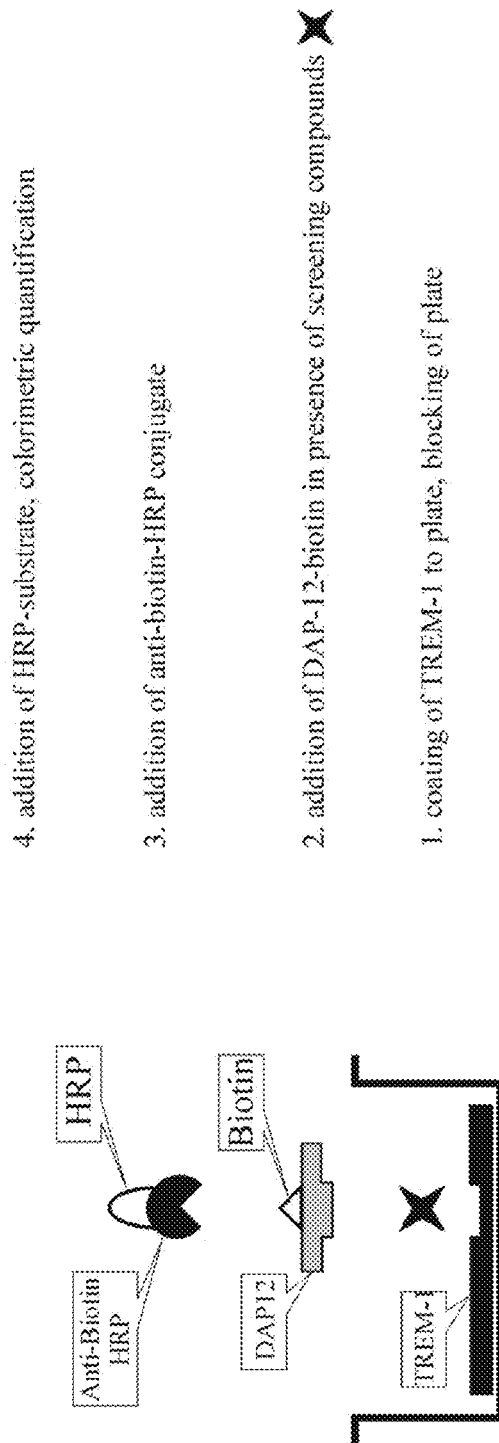 HRP
Anti-Biotin
HRP
Biotin
DAP12
TREM-1
4. addition of HRP-substrate, colorimetric quantification
3. addition of anti-biotin-HRP conjugate
2. addition of DAP-12-biotin in presence of screening compounds
1. coating of TREM-1 to plate, blocking of plate